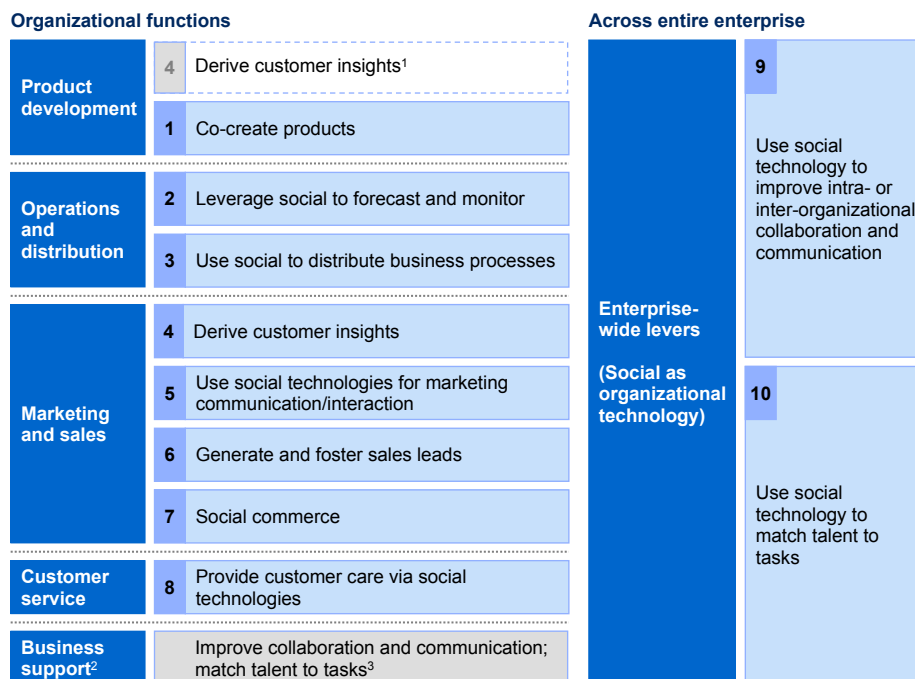 Organizational functions
Product
development
4
Derive customer insights¹
1
Co-create products
Operations
and
distribution
2
Leverage social to forecast and monitor
3
Use social to distribute business processes
Marketing
and sales
4
Derive customer insights
5
Use social technologies for marketing
communication/interaction
6
Generate and foster sales leads
7
Social commerce
Customer
service
8
Provide customer care via social
technologies
Business
support²
Improve collaboration and communication;
match talent to tasks³
Across entire enterprise
Enterprise-
wide levers
(Social as
organizational
technology)
9
Use social
technology to
improve intra- or
inter-organizational
collaboration and
communication
10
Use social
technology to
match talent to
tasks